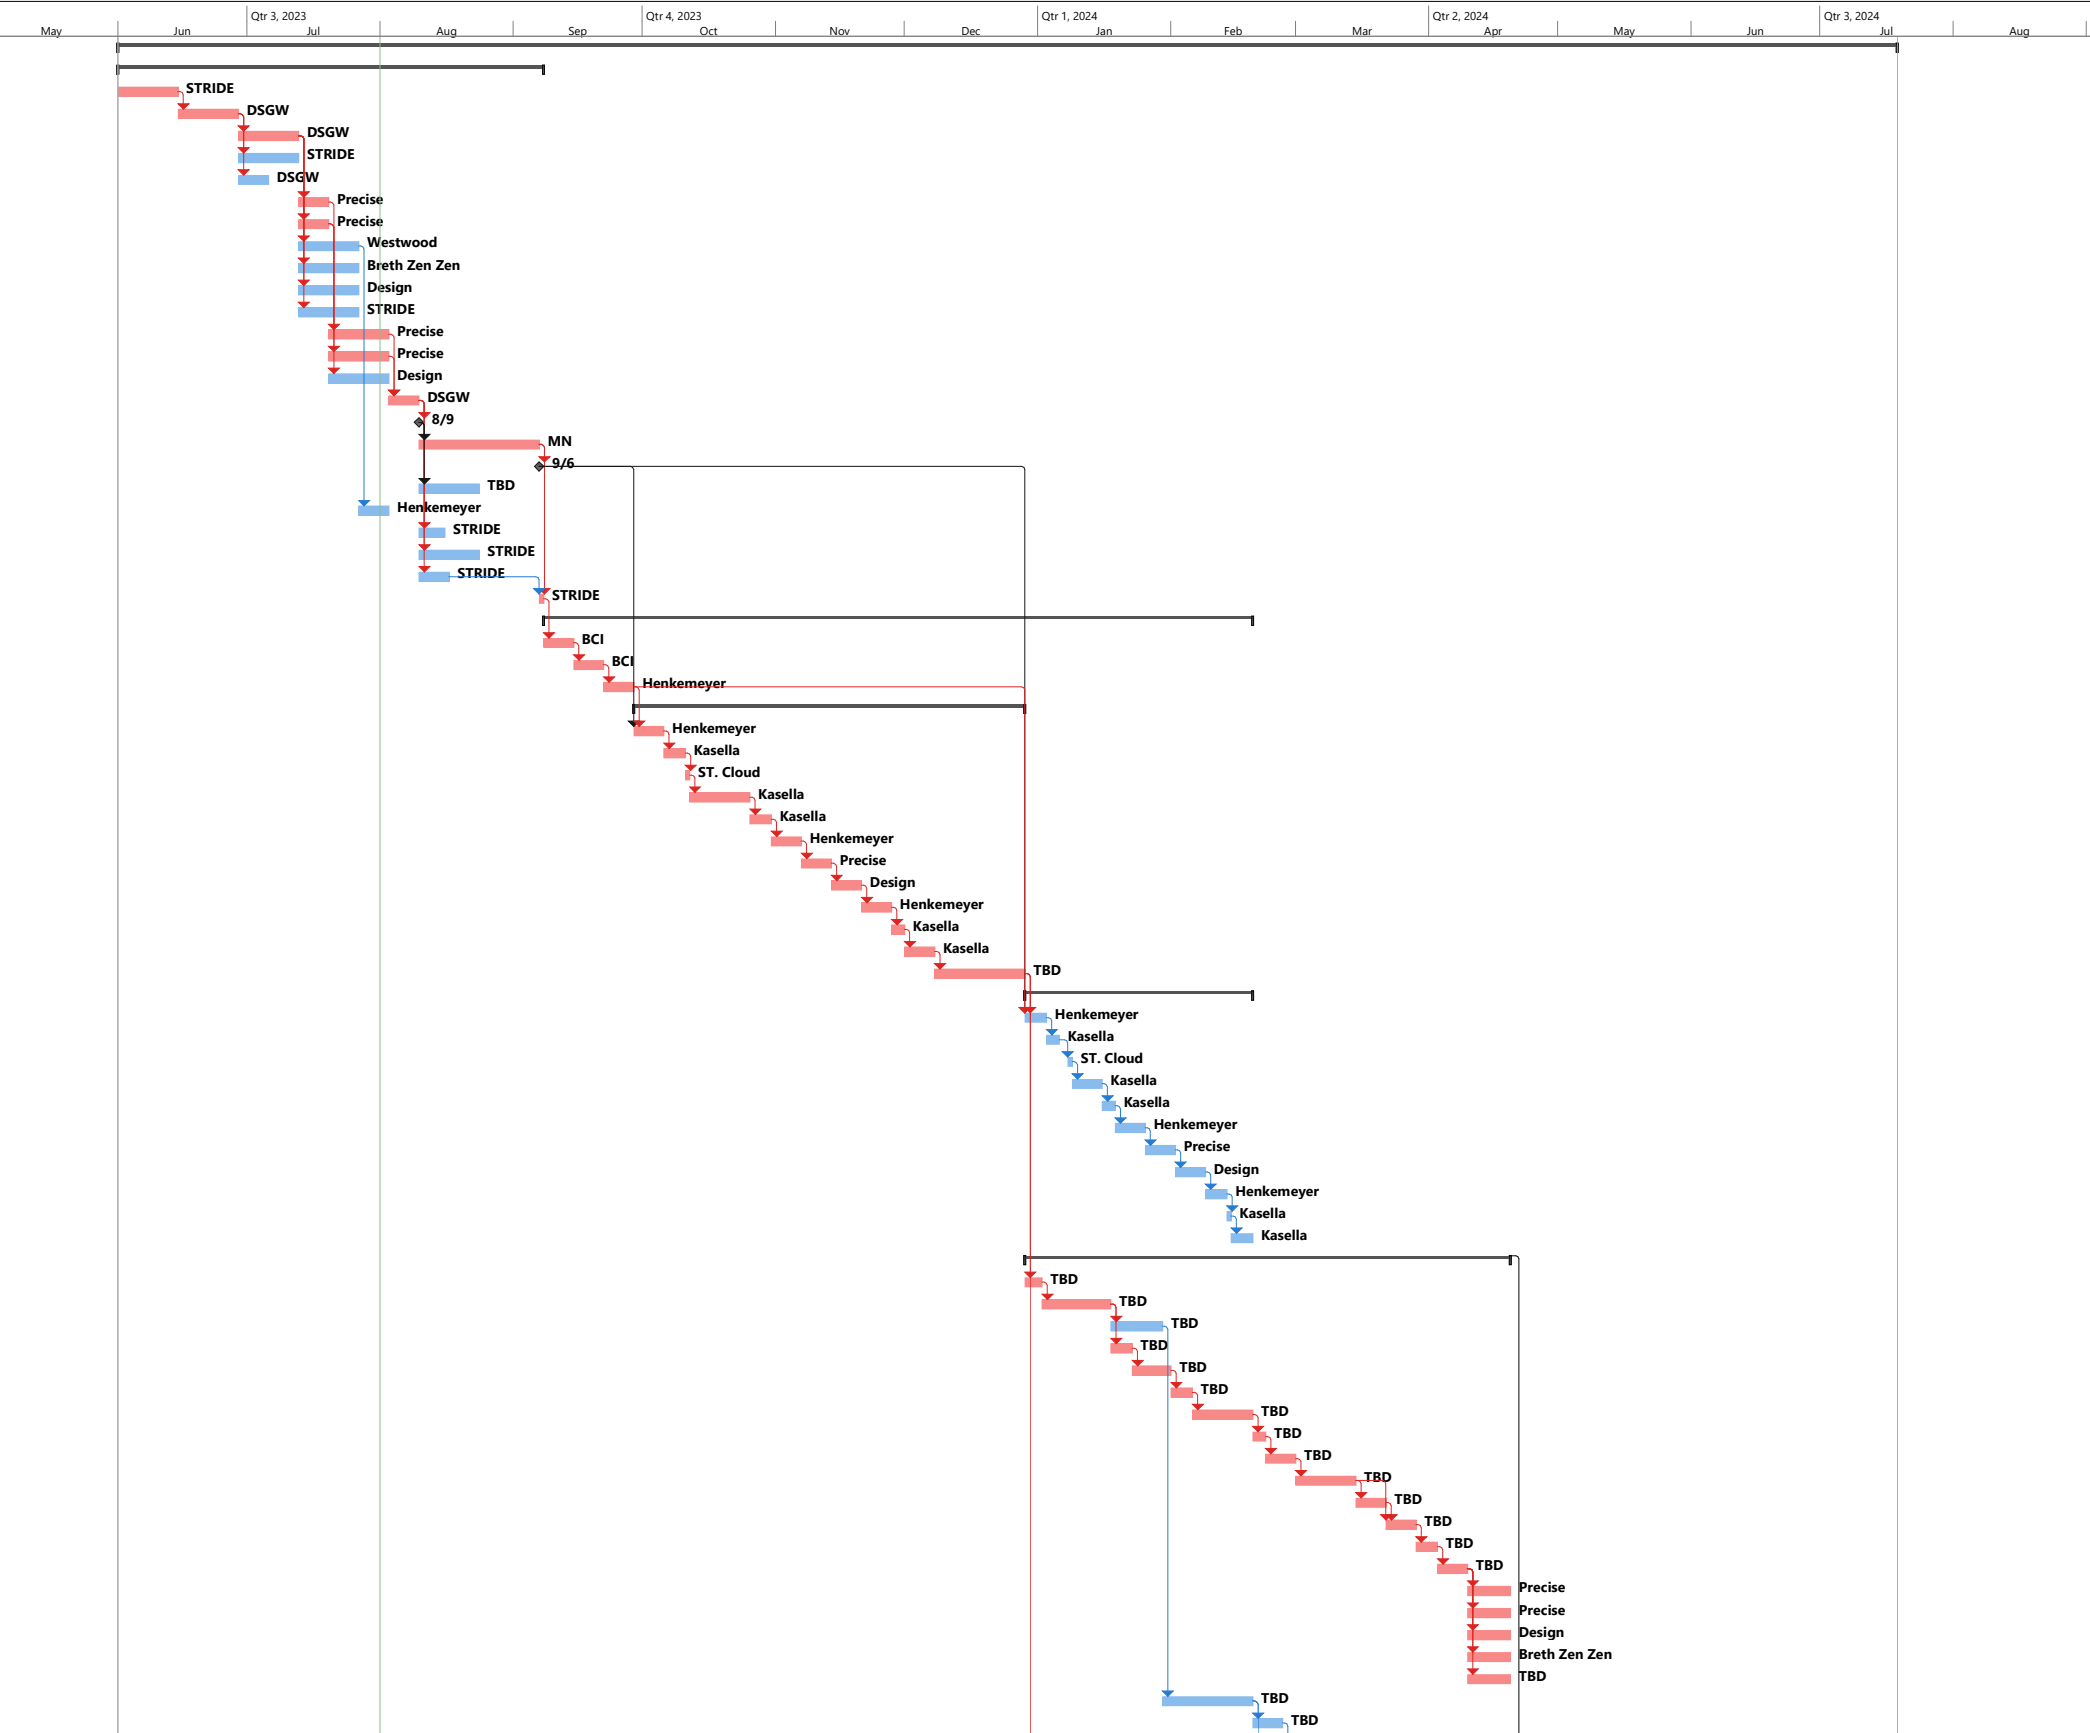 Qtr 3, 2023 Qtr 4, 2023 Qtr 1, 2024 Qtr 2, 2024 Qtr 3, 2024
May Jun Jul Aug Sep Oct Nov Dec Jan Feb Mar Apr May Jun Jul Aug
STRIDE
DSGW
DSGW
STRIDE
DSGW
Precise
Precise
Westwood
Breth Zen Zen
Design
STRIDE
Precise
Precise
Design
DSGW
8/9
MN
9/6
TBD
Henkemeyer
STRIDE
STRIDE
STRIDE
STRIDE
BCI
BCI
Henkemeyer
Henkemeyer
Kasella
ST. Cloud
Kasella
Kasella
Henkemeyer
Precise
Design
Henkemeyer
Kasella
Kasella
TBD
Henkemeyer
Kasella
ST. Cloud
Kasella
Kasella
Henkemeyer
Precise
Design
Henkemeyer
Kasella
Kasella
TBD
TBD
TBD
TBD
TBD
TBD
TBD
TBD
TBD
TBD
TBD
TBD
TBD
TBD
Precise
Precise
Design
Breth Zen Zen
TBD
TBD
TBD